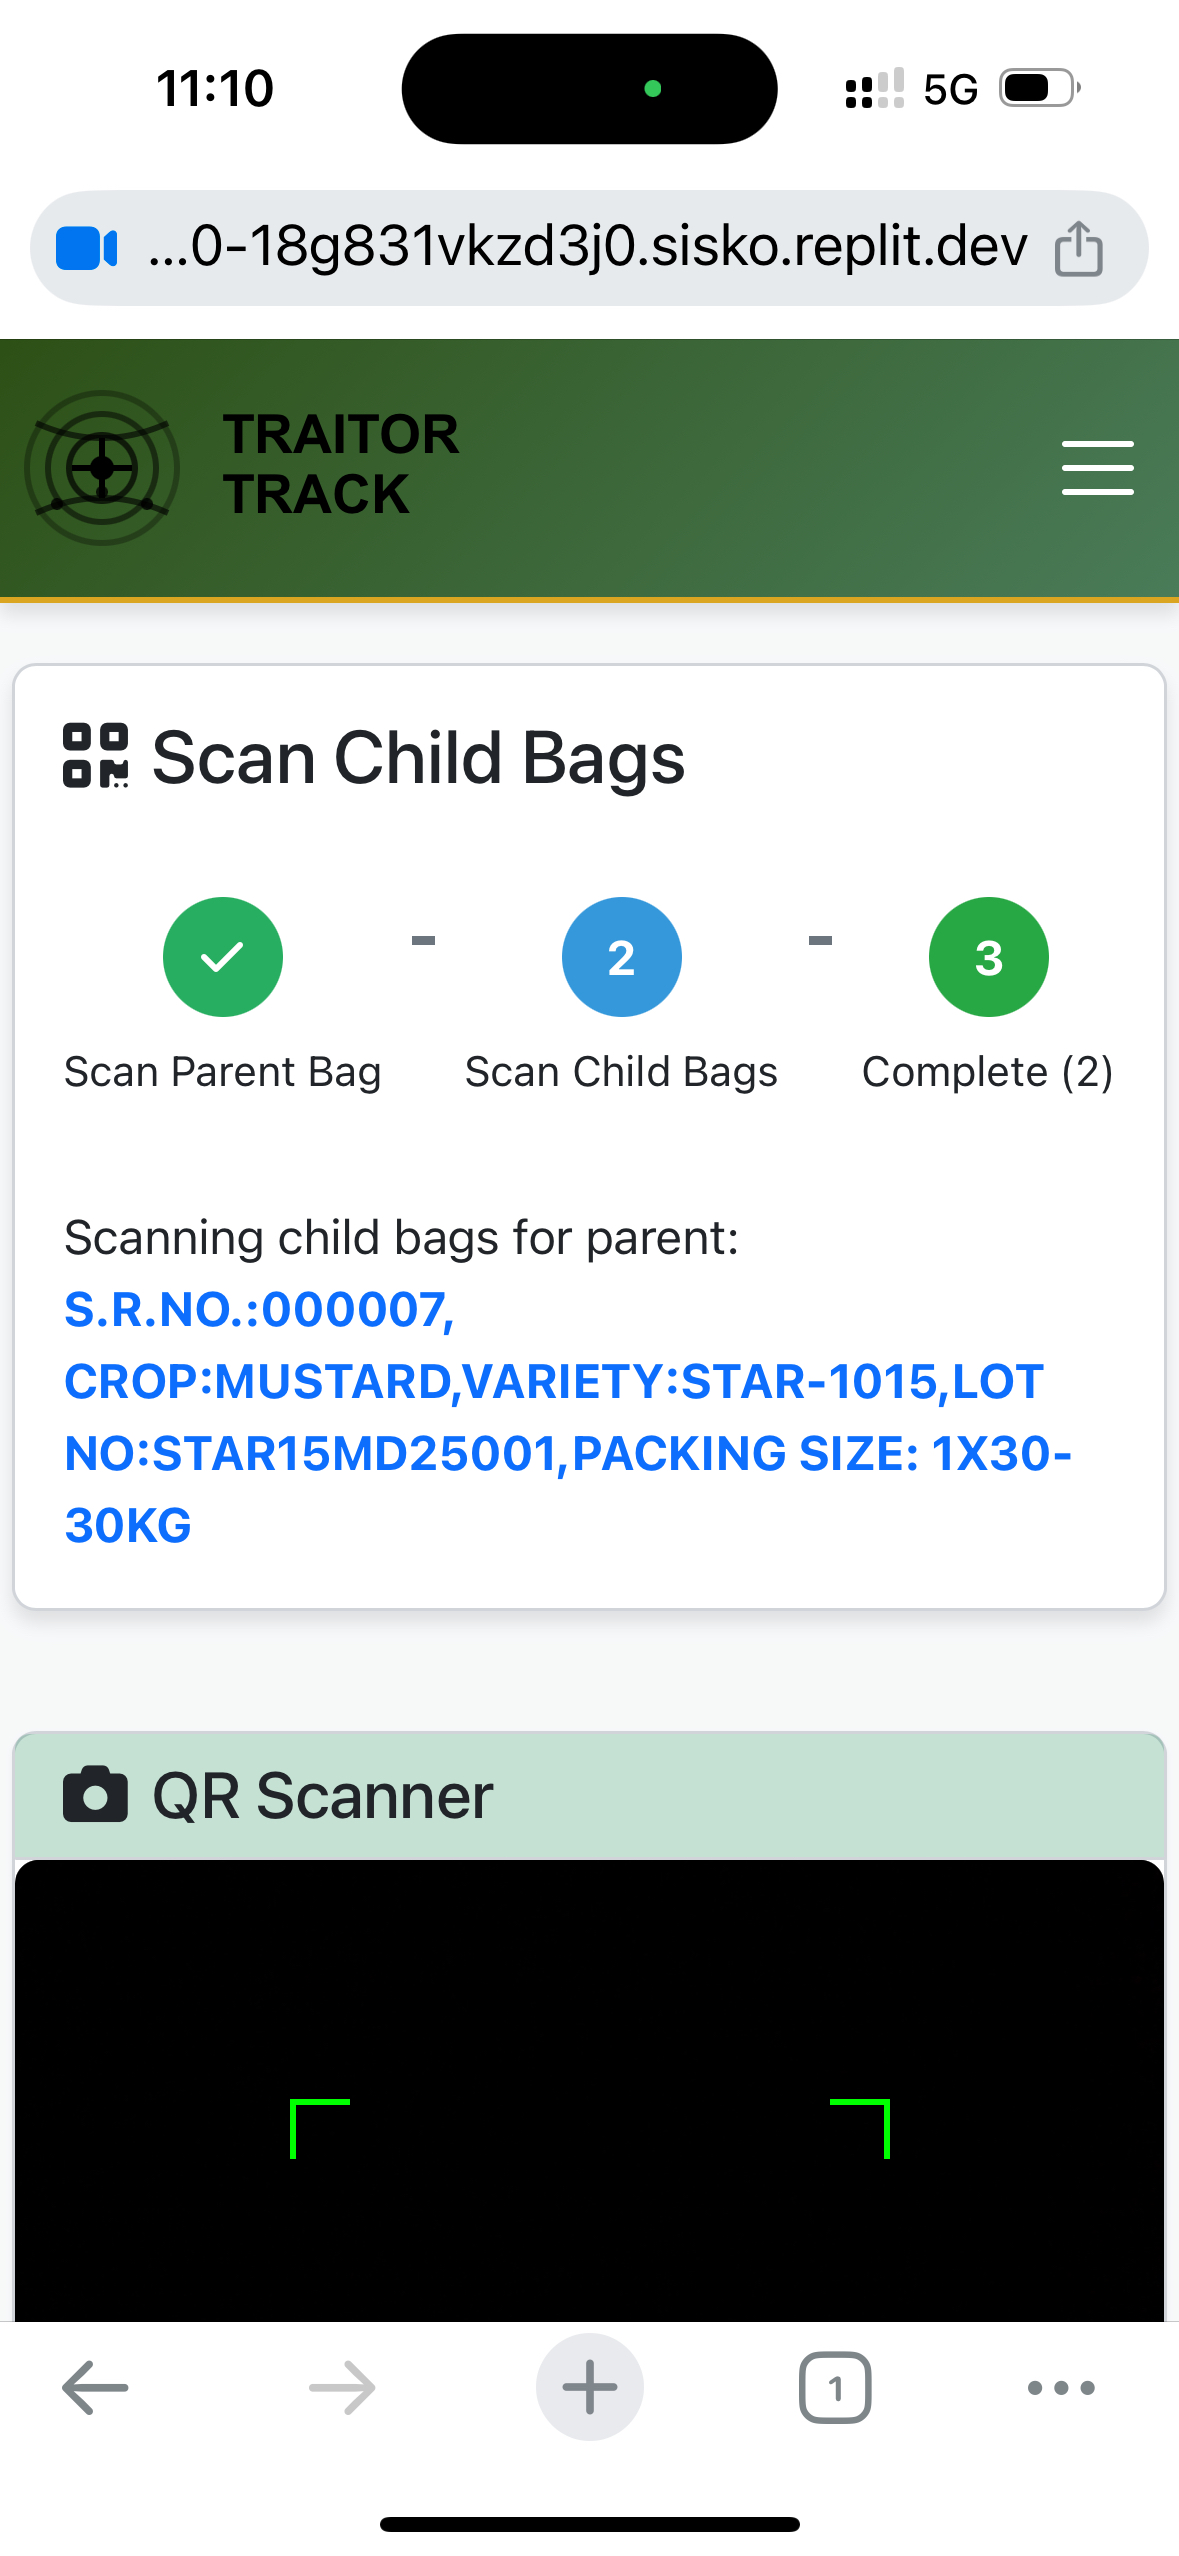 11:10
5G
...0-18g831vkzd3j0.sisko.replit.dev
TRAITOR
TRACK
Scan Child Bags
2
3
Scan Parent Bag
Scan Child Bags
Complete (2)
Scanning child bags for parent:
S.R.NO.:000007,
CROP:MUSTARD,VARIETY:STAR-1015,LOT
NO:STAR15MD25001,PACKING SIZE: 1X30-
30KG
QR Scanner
1